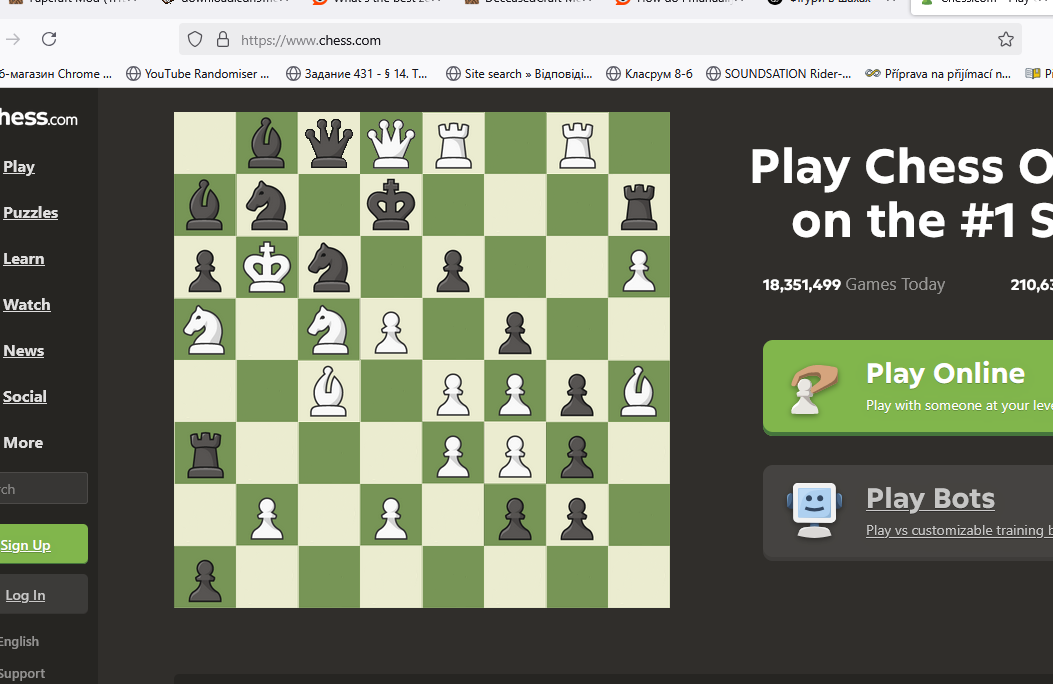 https://www.chess.com
б-магазин Chrome ... YouTube Randomiser ... Задание 431 - § 14. Т... Site search » Відповіді... Класрум 8-б SOUNDSATION Rider-... Příprava na přijímací n...
hess.com
Play
Puzzles
Learn
Watch
News
Social
More
rch
Sign Up
Log In
English
Support
Play Chess O
on the #1 S
18,351,499 Games Today 210,63
Play Online
Play with someone at your leve
Play Bots
Play vs customizable training b